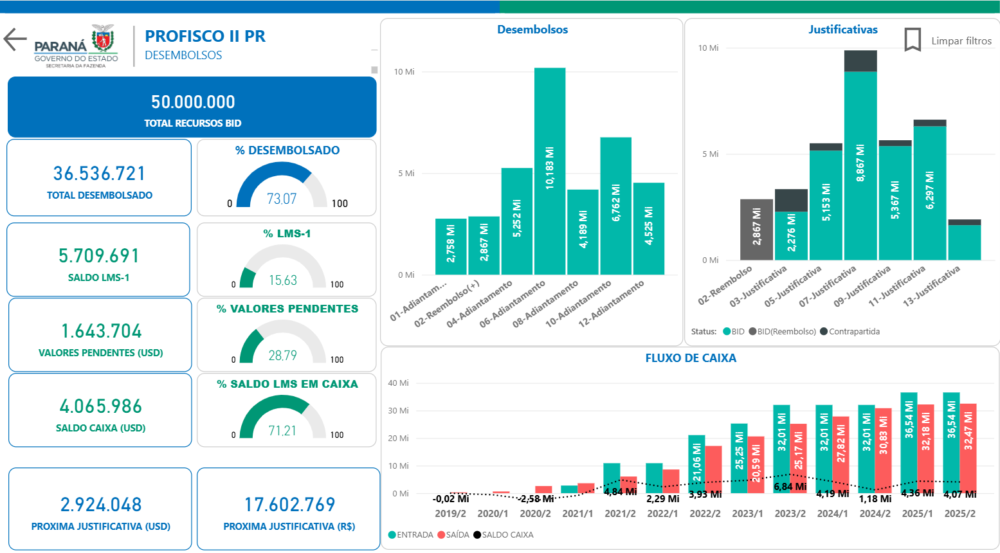 PARANÁ
GOVERNO DO ESTADO
SECRETARIA DA FAZENDA
PROFISCO II PR
DESEMBOLSOS
50.000.000
TOTAL RECURSOS BID
36.536.721
TOTAL DESEMBOLSADO
% DESEMBOLSADO
73,07
0
100
5.709.691
SALDO LMS-1
% LMS-1
15,63
0
100
1.643.704
VALORES PENDENTES (USD)
% VALORES PENDENTES
28,79
0
100
4.065.986
SALDO CAIXA (USD)
% SALDO LMS EM CAIXA
71,21
0
100
2.924.048
PROXIMA JUSTIFICATIVA (USD)
17.602.769
PROXIMA JUSTIFICATIVA (R$)
Desembolsos
10 Mi
5 Mi
0 Mi
2,758 Mi
2,867 Mi
5,252 Mi
10,183 Mi
4,189 Mi
6,762 Mi
4,525 Mi
01-Adiantam...
02-Reembolso(+)
04-Adiantamento
06-Adiantamento
08-Adiantamento
10-Adiantamento
12-Adiantamento
Justificativas
Limpar filtros
10 Mi
5 Mi
0 Mi
2,867 Mi
2,276 Mi
5,153 Mi
8,867 Mi
5,367 Mi
6,297 Mi
02-Reembolso
03-Justificativa
05-Justificativa
07-Justificativa
09-Justificativa
11-Justificativa
13-Justificativa
Status: BID BID(Reembolso) Contrapartida
FLUXO DE CAIXA
40 Mi
30 Mi
20 Mi
10 Mi
0 Mi
21,06 Mi
25,25 Mi
20,59 Mi
32,01 Mi
25,17 Mi
32,01 Mi
27,82 Mi
32,01 Mi
30,83 Mi
36,54 Mi
32,18 Mi
36,54 Mi
32,47 Mi
-0,02 Mi
-2,58 Mi
4,84 Mi
2,29 Mi
3,93 Mi
6,84 Mi
4,19 Mi
1,18 Mi
4,36 Mi
4,07 Mi
2019/2
2020/1
2020/2
2021/1
2021/2
2022/1
2022/2
2023/1
2023/2
2024/1
2024/2
2025/1
2025/2
ENTRADA SAÍDA SALDO CAIXA